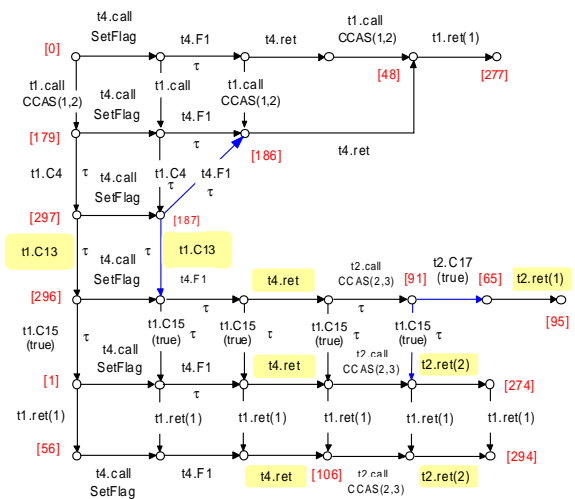 t4.call
SetFlag
t4.F1
t4.ret
t1.call
CCAS(1,2)
t1.ret(1)
[0]
τ
[48]
[277]
t1.call
CCAS(1,2)
t4.call
SetFlag
t1.call
t4.F1
t1.call
CCAS(1,2)
τ
[179]
[186]
t4.ret
t1.C4
τ
t4.call
SetFlag
t1.C4
τ
t4.F1
τ
[297]
[187]
t1.C13
τ
t4.call
SetFlag
τ
t1.C13
t4.F1
t4.ret
t2.call
CCAS(2,3)
[91]
t2.C17
(true)
[65]
t2.ret(1)
[296]
τ
τ
τ
[95]
t1.C15
(true)
τ
t4.call
SetFlag
t1.C15
(true)
τ
t1.C15
(true)
τ
t1.C15
(true)
τ
t1.C15
(true)
τ
t4.F1
t4.ret
t2.call
CCAS(2,3)
t2.ret(2)
[1]
τ
[274]
t1.ret(1)
t1.ret(1)
t1.ret(1)
t1.ret(1)
t1.ret(1)
t1.ret(1)
[56]
[294]
t4.call
SetFlag
t4.F1
t4.ret
[106]
t2.call
CCAS(2,3)
t2.ret(2)